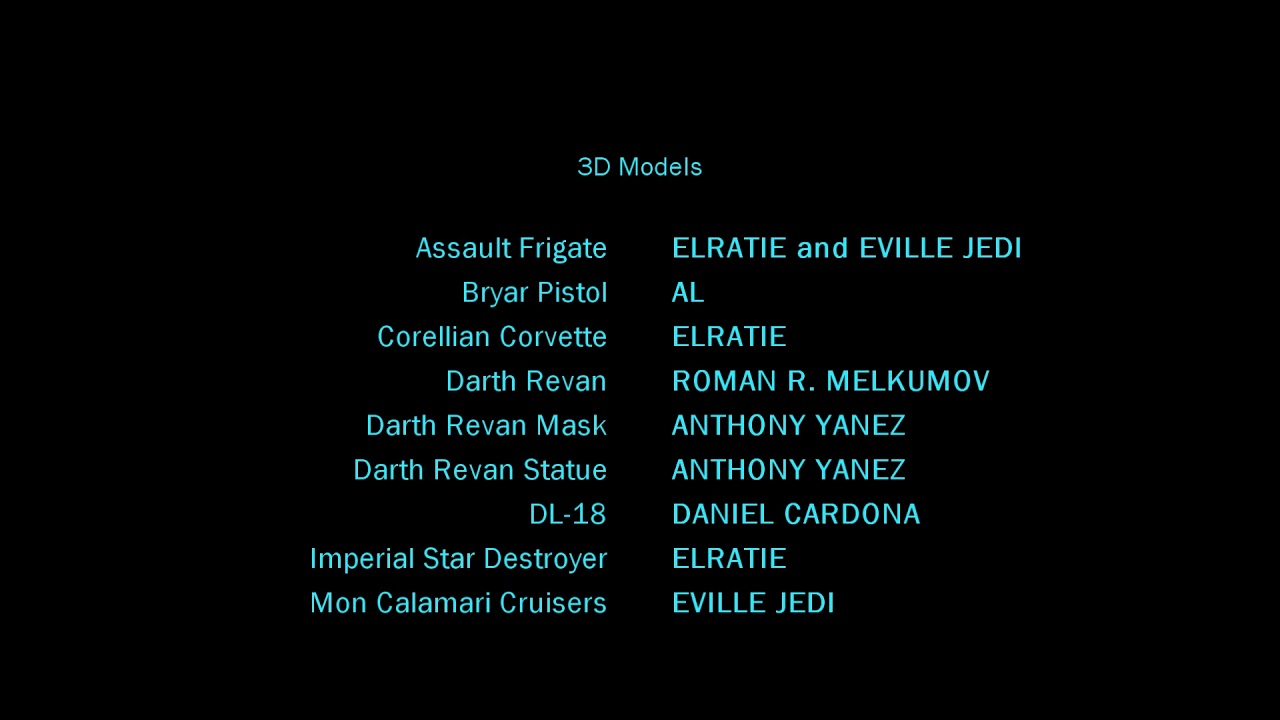 3D Models
Assault Frigate ELRATIE and EVILLE JEDI
Bryar Pistol AL
Corellian Corvette ELRATIE
Darth Revan ROMAN R. MELKUMOV
Darth Revan Mask ANTHONY YANEZ
Darth Revan Statue ANTHONY YANEZ
DL-18 DANIEL CARDONA
Imperial Star Destroyer ELRATIE
Mon Calamari Cruisers EVILLE JEDI